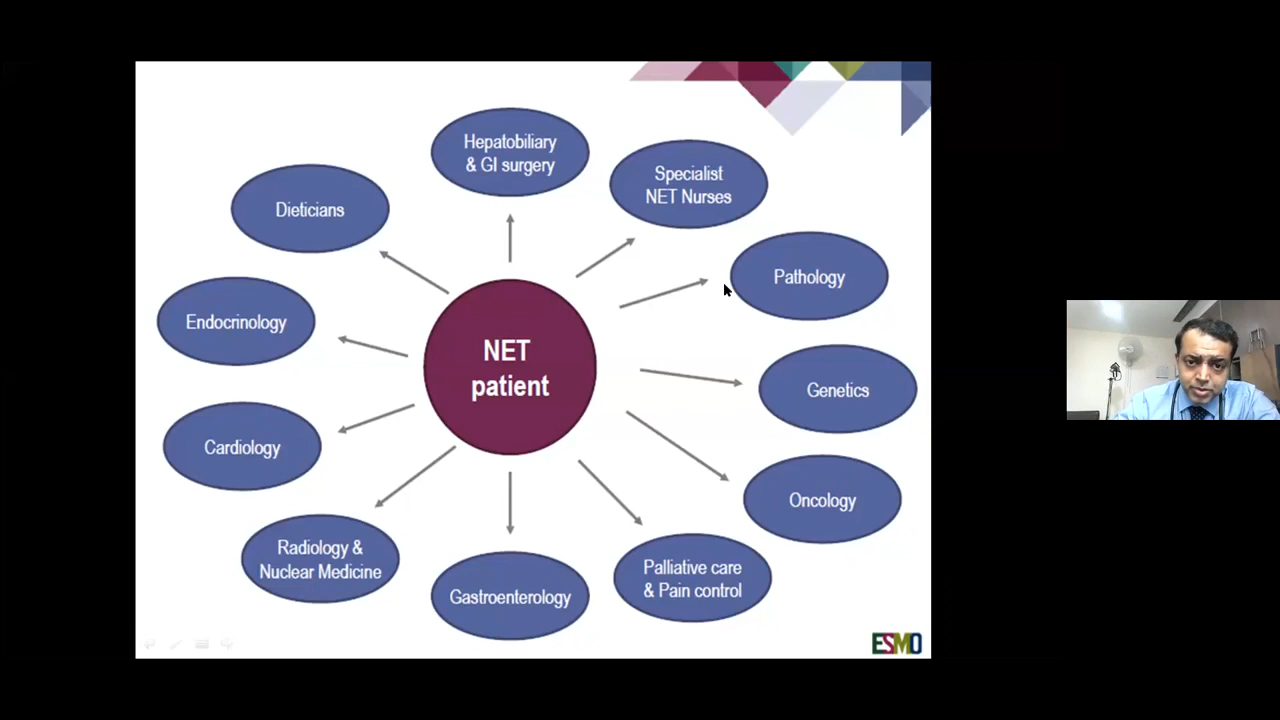 Hepatobiliary
& GI surgery
Specialist
NET Nurses
Dieticians
Pathology
Endocrinology
NET
patient
Genetics
Cardiology
Oncology
Radiology &
Nuclear Medicine
Palliative care
& Pain control
Gastroenterology
ESMO